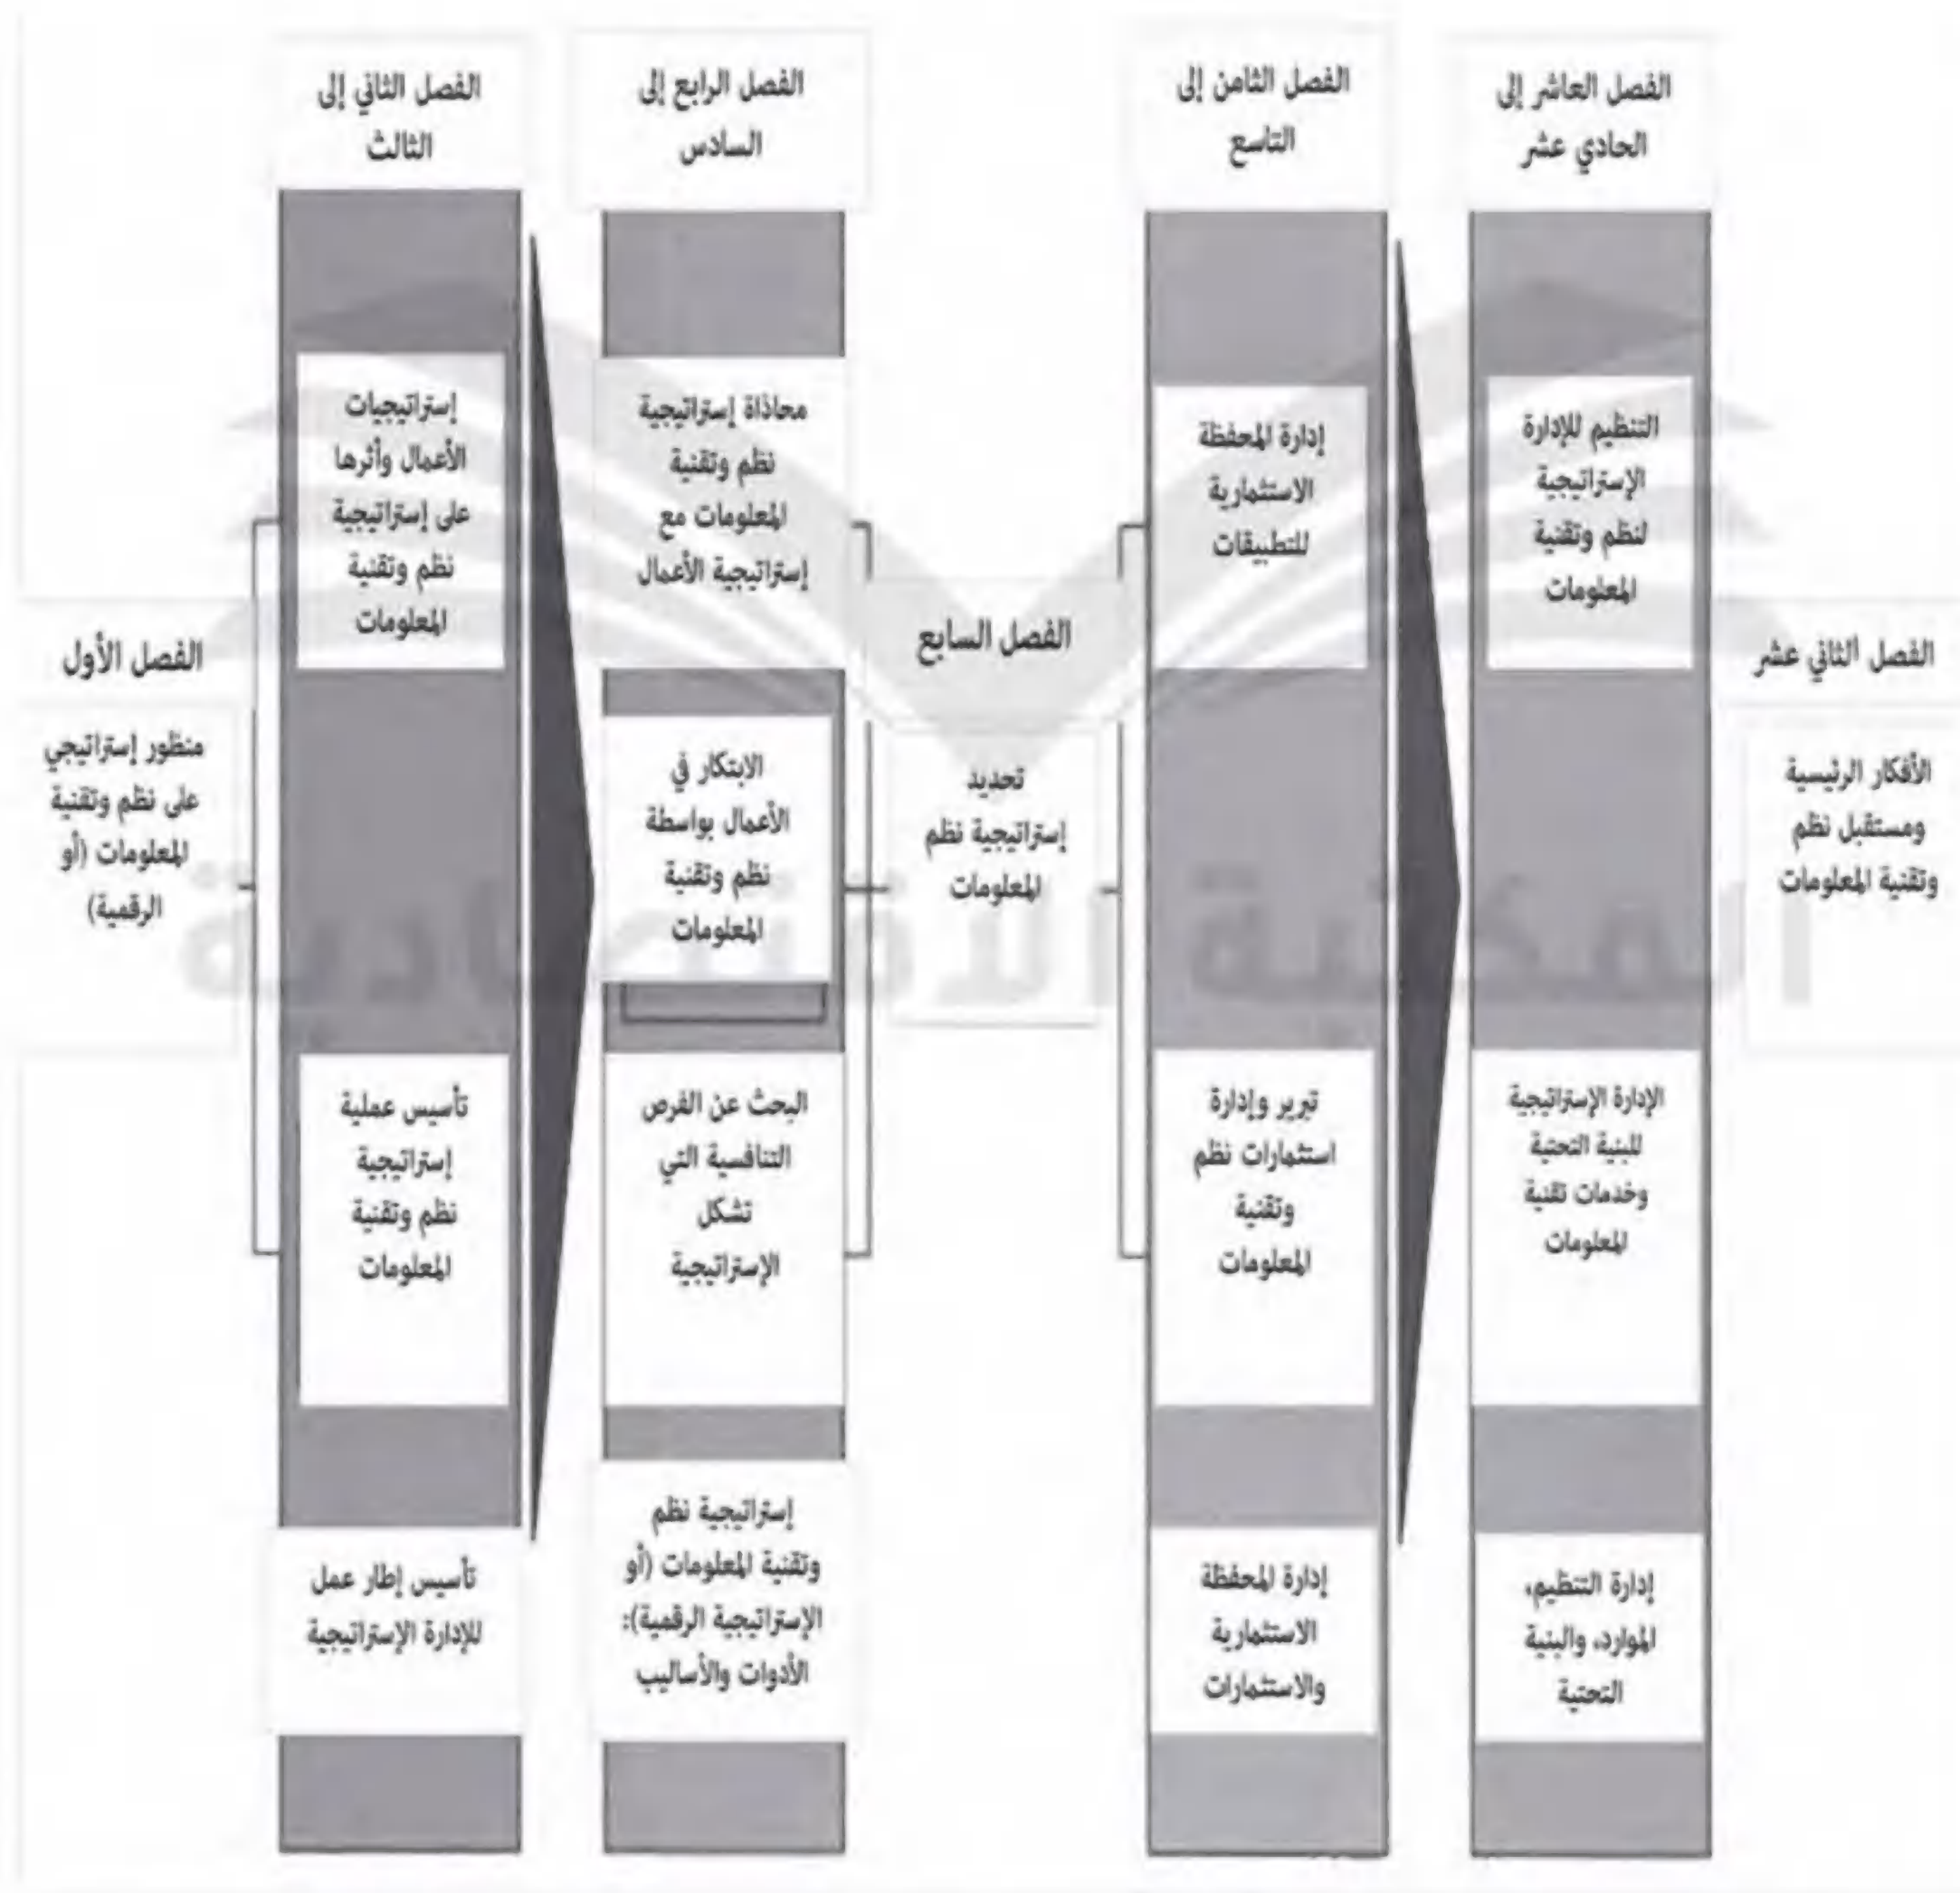 الفصل الأول
منظور إستراتيجي
على نظم وتقنية
المعلومات (أو
الرقمية)
الفصل الثاني إلى
الثالث
إستراتيجيات
الأعمال وأثرها
على إستراتيجية
نظم وتقنية
المعلومات
تأسيس عملية
إستراتيجية
نظم وتقنية
المعلومات
تأسيس إطار عمل
للإدارة الإستراتيجية
الفصل الرابع إلى
السادس
محاذاة إستراتيجية
نظم وتقنية
المعلومات مع
إستراتيجية الأعمال
الابتكار في
الأعمال بواسطة
نظم وتقنية
المعلومات
البحث عن الفرص
التنافسية التي
تشكل
الإستراتيجية
إستراتيجية نظم
وتقنية المعلومات (أو
الإستراتيجية الرقمية):
الأدوات والأساليب
الفصل السابع
تحديد
إستراتيجية نظم
المعلومات
الفصل الثامن إلى
التاسع
إدارة المحفظة
الاستثمارية
للتطبيقات
تبرير وإدارة
استثمارات نظم
وتقنية
المعلومات
إدارة المحفظة
الاستثمارية
والاستثمارات
الفصل العاشر إلى
الحادي عشر
التنظيم للإدارة
الإستراتيجية
لنظم وتقنية
المعلومات
الإدارة الإستراتيجية
للبنية التحتية
وخدمات تقنية
المعلومات
إدارة التنظيم،
الموارد، والبنية
التحتية
الفصل الثاني عشر
الأفكار الرئيسية
ومستقبل نظم
وتقنية المعلومات
المكتبة الاقتصادية